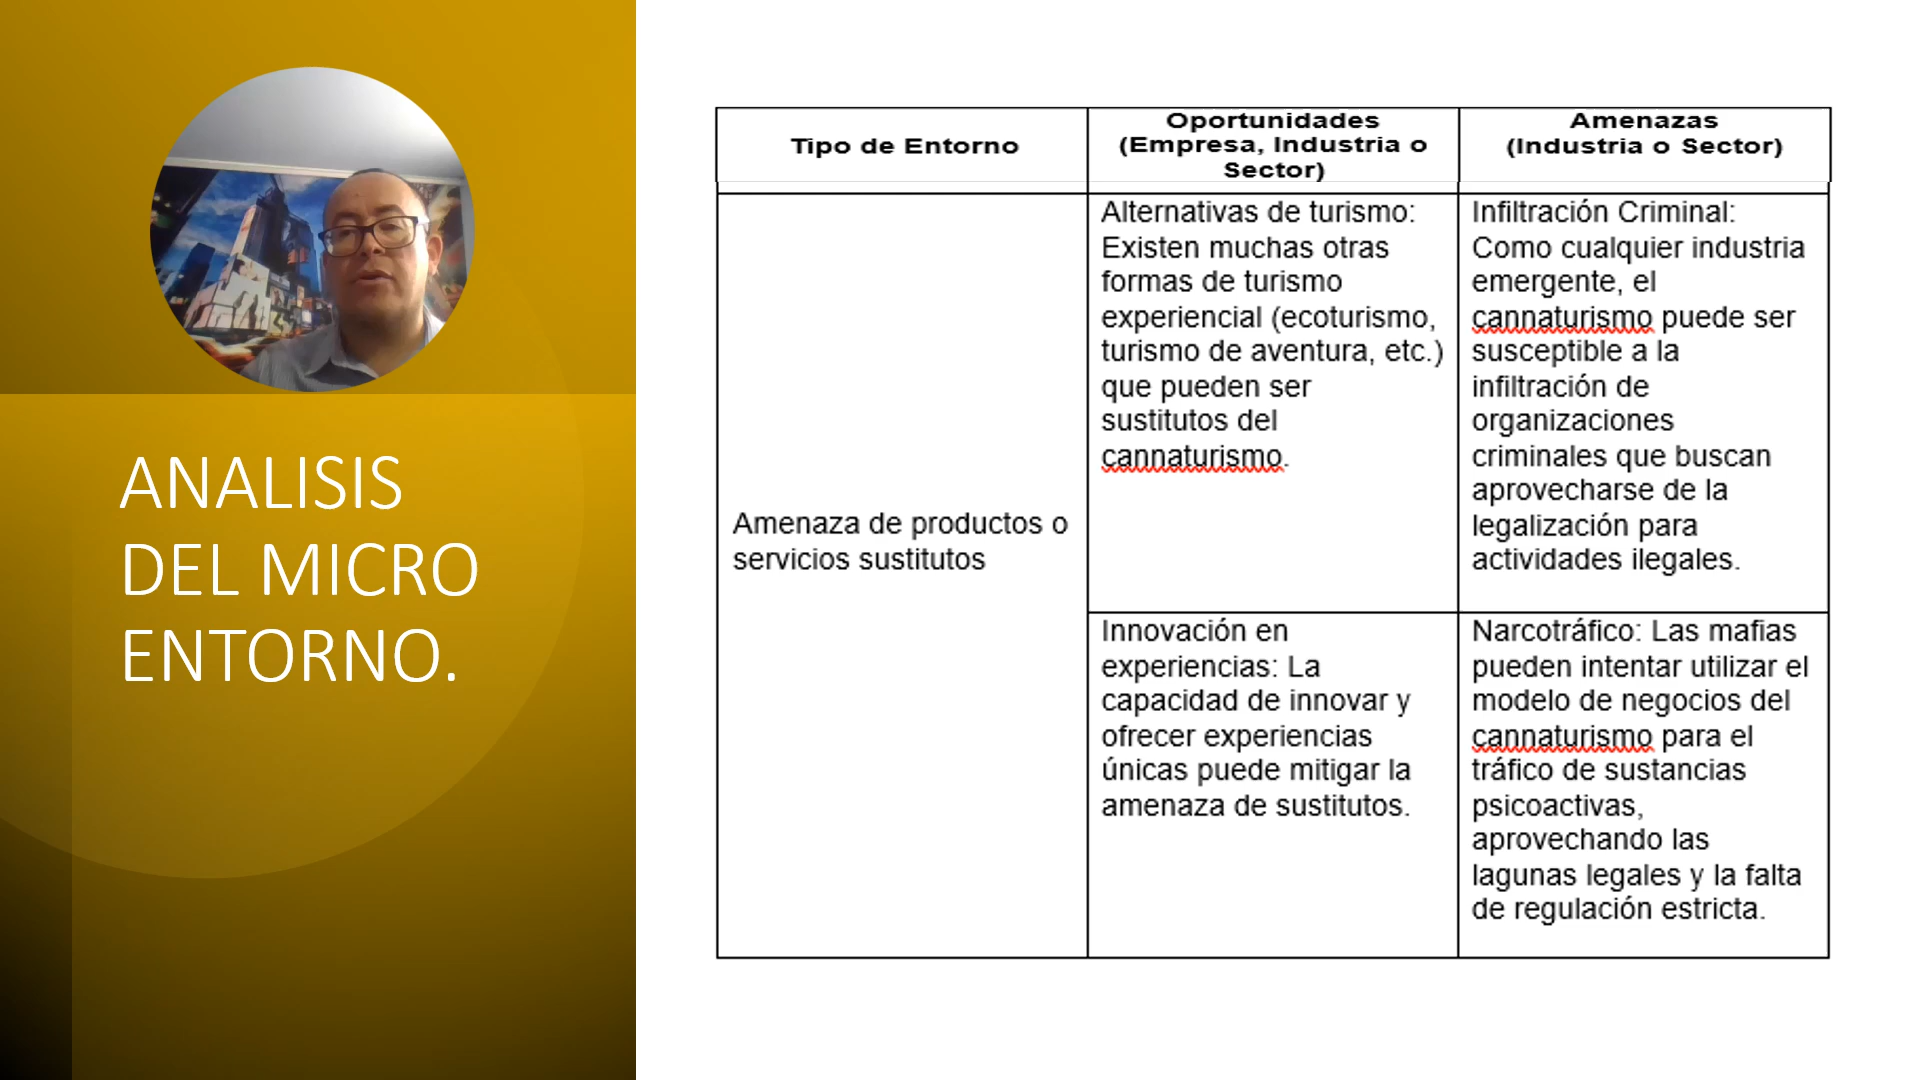 ANALISIS
DEL MICRO
ENTORNO.
Tipo de Entorno
Oportunidades
(Empresa, Industria o
Sector)
Amenazas
(Industria o Sector)
Amenaza de productos o
servicios sustitutos
Alternativas de turismo:
Existen muchas otras
formas de turismo
experiencial (ecoturismo,
turismo de aventura, etc.)
que pueden ser
sustitutos del
cannaturismo.
Infiltración Criminal:
Como cualquier industria
emergente, el
cannaturismo puede ser
susceptible a la
infiltración de
organizaciones
criminales que buscan
aprovecharse de la
legalización para
actividades ilegales.
Innovación en
experiencias: La
capacidad de innovar y
ofrecer experiencias
únicas puede mitigar la
amenaza de sustitutos.
Narcotráfico: Las mafias
pueden intentar utilizar el
modelo de negocios del
cannaturismo para el
tráfico de sustancias
psicoactivas,
aprovechando las
lagunas legales y la falta
de regulación estricta.